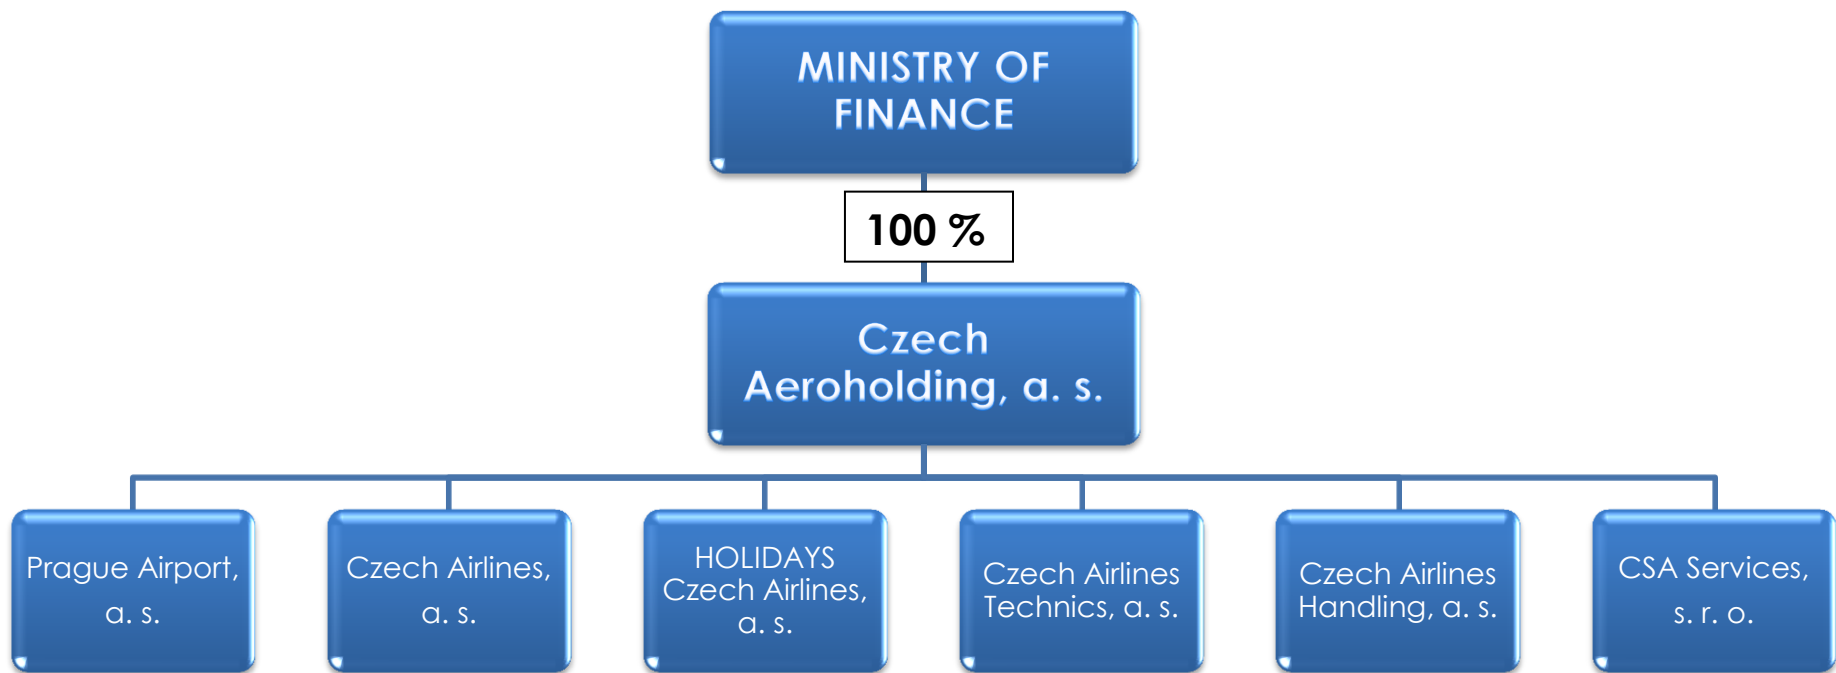 MINISTRY OF
FINANCE
100 %
Czech
Aeroholding, a. s.
Prague Airport,
a. s.
Czech Airlines,
a. s.
HOLIDAYS
Czech Airlines,
a. s.
Czech Airlines
Technics, a. s.
Czech Airlines
Handling, a. s.
CSA Services,
s. r. o.